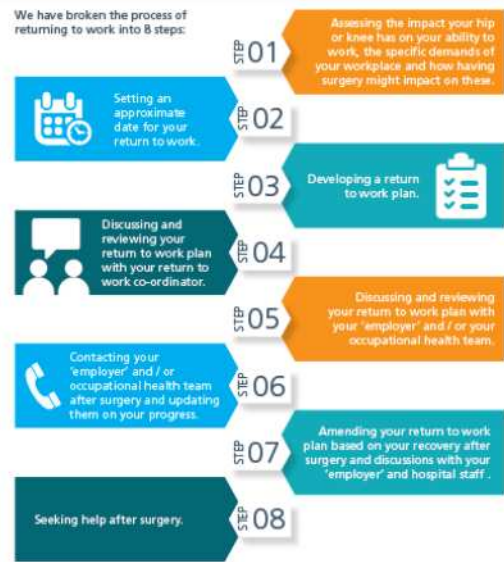 We have broken the process of
returning to work into 8 steps:
STEP 01
Assessing the impact your hip
or knee has on your ability to
work, the specific demands of
your workplace and how having
surgery might impact on these.
Setting an
approximate
date for your
return to work.
STEP 02
STEP 03
Developing a return
to work plan.
Discussing and
reviewing your
return to work plan
with your return to
work co-ordinator.
STEP 04
STEP 05
Discussing and reviewing
your return to work plan with
your 'employer' and / or your
occupational health team.
Contacting your
'employer' and / or
occupational health team
after surgery and updating
them on your progress.
STEP 06
STEP 07
Amending your return to work
plan based on your recovery after
surgery and discussions with your
'employer' and hospital staff .
Seeking help after surgery.
STEP 08